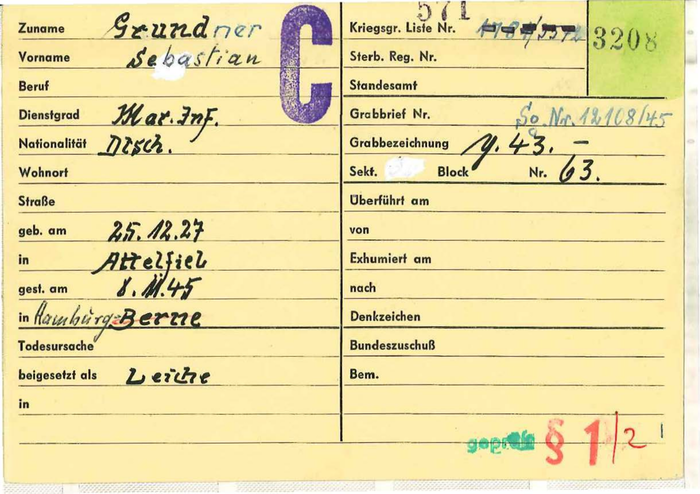 Zuname Grundner
Vorname Sebastian
Beruf
Dienstgrad Mar. Inf.
Nationalität Dtsch.
Wohnort
Straße
geb. am 25.12.27
in Attelfiel
gest. am 8.11.45
in Hamburg-Berne
Todesursache
beigesetzt als Leiche
in
C
571
Kriegsgr. Liste Nr.
3208
Sterb. Reg. Nr.
Standesamt
Grabbrief Nr. So. Nr. 12108/45
Grabbezeichnung y. 43. –
Sekt. Block Nr. 63.
Überführt am
von
Exhumiert am
nach
Denkzeichen
Bundeszuschuß
Bem.
geprüft § 1/2